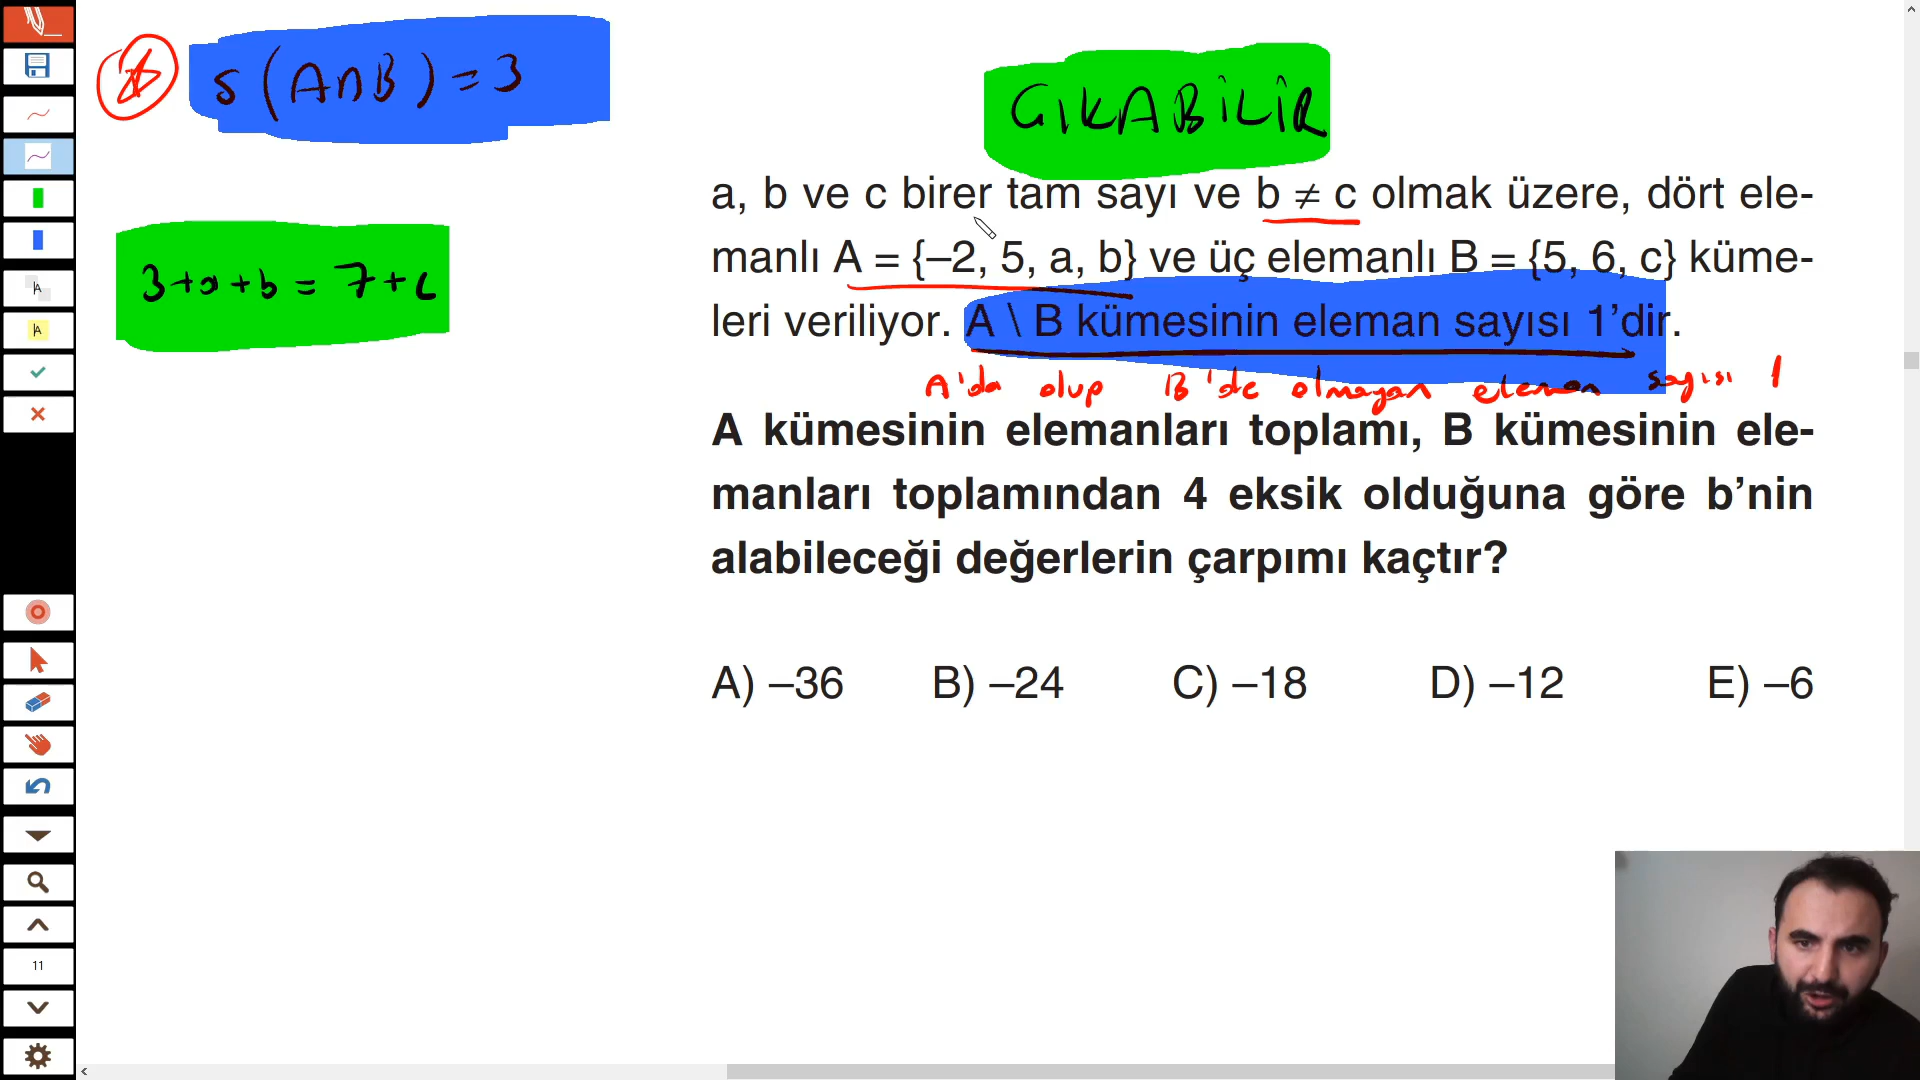 s(A∩B)=3
ÇIKABİLİR
a, b ve c birer tam sayı ve b ≠ c olmak üzere, dört ele-
manlı A = {–2, 5, a, b} ve üç elemanlı B = {5, 6, c} küme-
3+a+b = 7+c
leri veriliyor. A \ B kümesinin eleman sayısı 1’dir.
A'da olup B'de olmayan eleman sayısı 1
A kümesinin elemanları toplamı, B kümesinin ele-
manları toplamından 4 eksik olduğuna göre b’nin
alabileceği değerlerin çarpımı kaçtır?
A) –36 B) –24 C) –18 D) –12 E) –6
A
A
11